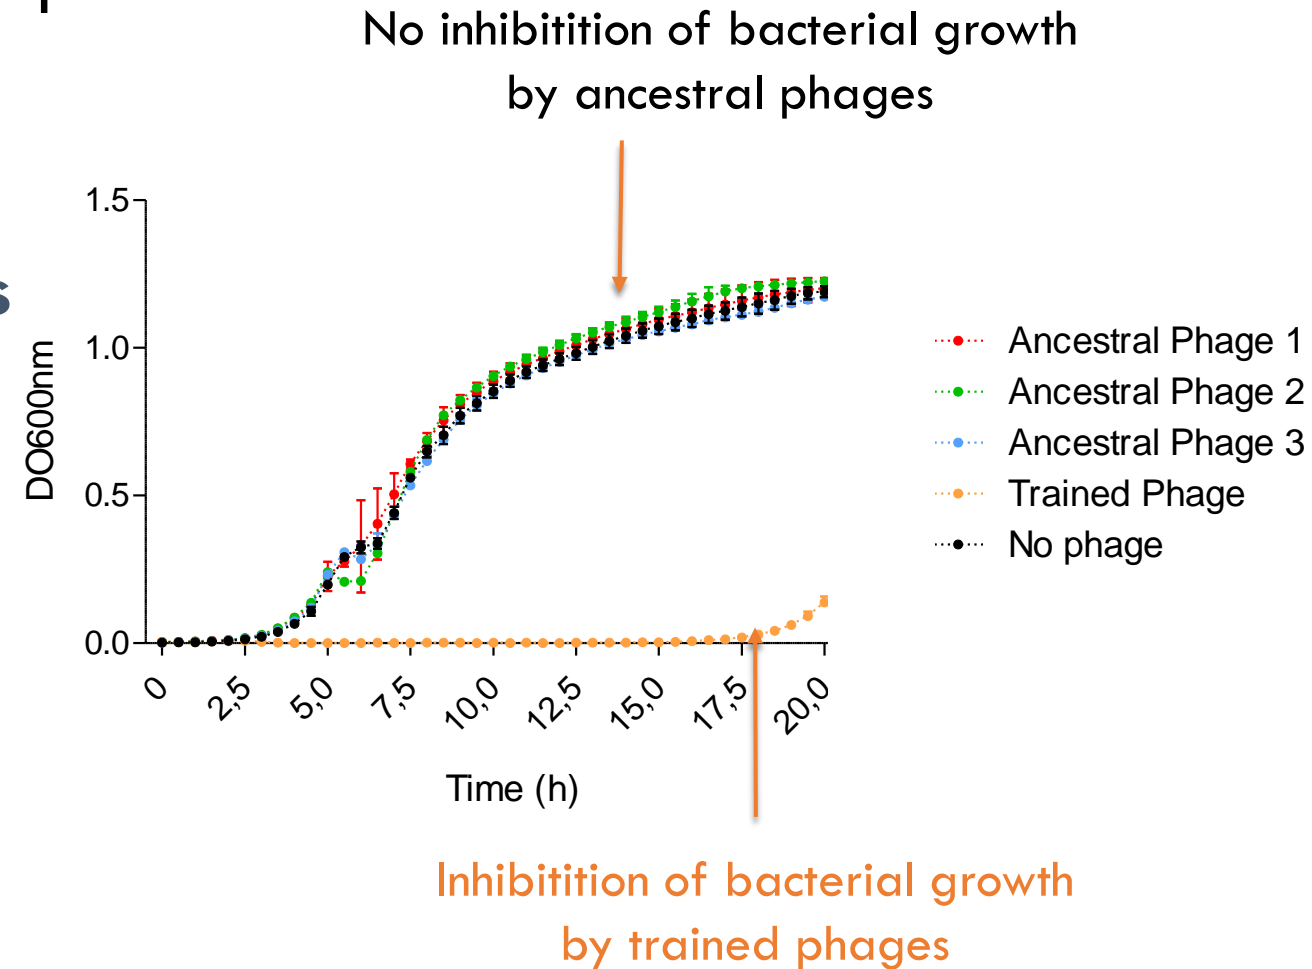 No inhibitition of bacterial growth
by ancestral phages
1.5
1.0
0.5
0.0
DO600nm
0
2,5
5,0
7,5
10,0
12,5
15,0
17,5
20,0
Time (h)
Ancestral Phage 1
Ancestral Phage 2
Ancestral Phage 3
Trained Phage
No phage
Inhibitition of bacterial growth
by trained phages